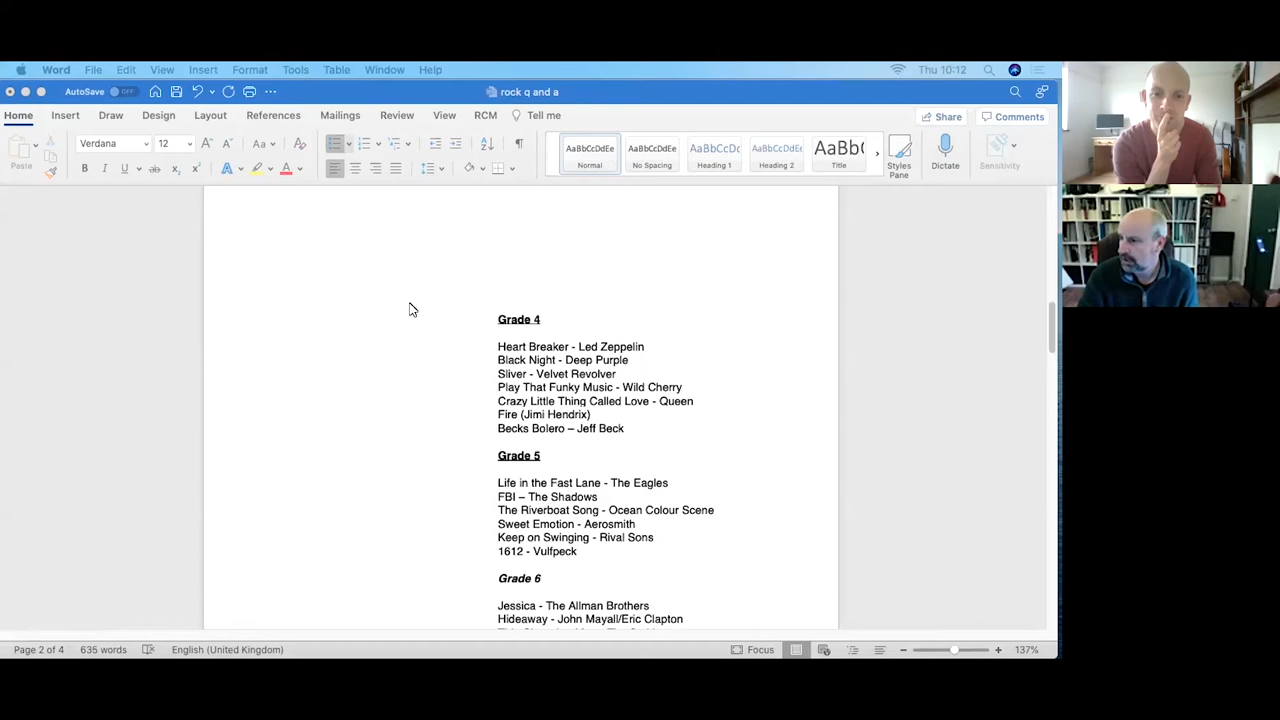 Word File Edit View Insert Format Tools Table Window Help Thu 10:12
AutoSave OFF rock q and a
Home Insert Draw Design Layout References Mailings Review View RCM Tell me Share Comments
Paste Verdana 12 Aa AaBbCcDdEe AaBbCcDdEe AaBbCcDc AaBbCcDdEe AaBb( Styles Pane Dictate Sensitivity
B I U ab x₂ x² A A Normal No Spacing Heading 1 Heading 2 Title
Grade 4
Heart Breaker - Led Zeppelin
Black Night - Deep Purple
Sliver - Velvet Revolver
Play That Funky Music - Wild Cherry
Crazy Little Thing Called Love - Queen
Fire (Jimi Hendrix)
Becks Bolero – Jeff Beck
Grade 5
Life in the Fast Lane - The Eagles
FBI – The Shadows
The Riverboat Song - Ocean Colour Scene
Sweet Emotion - Aerosmith
Keep on Swinging - Rival Sons
1612 - Vulfpeck
Grade 6
Jessica - The Allman Brothers
Hideaway - John Mayall/Eric Clapton
Page 2 of 4 635 words English (United Kingdom) Focus 137%